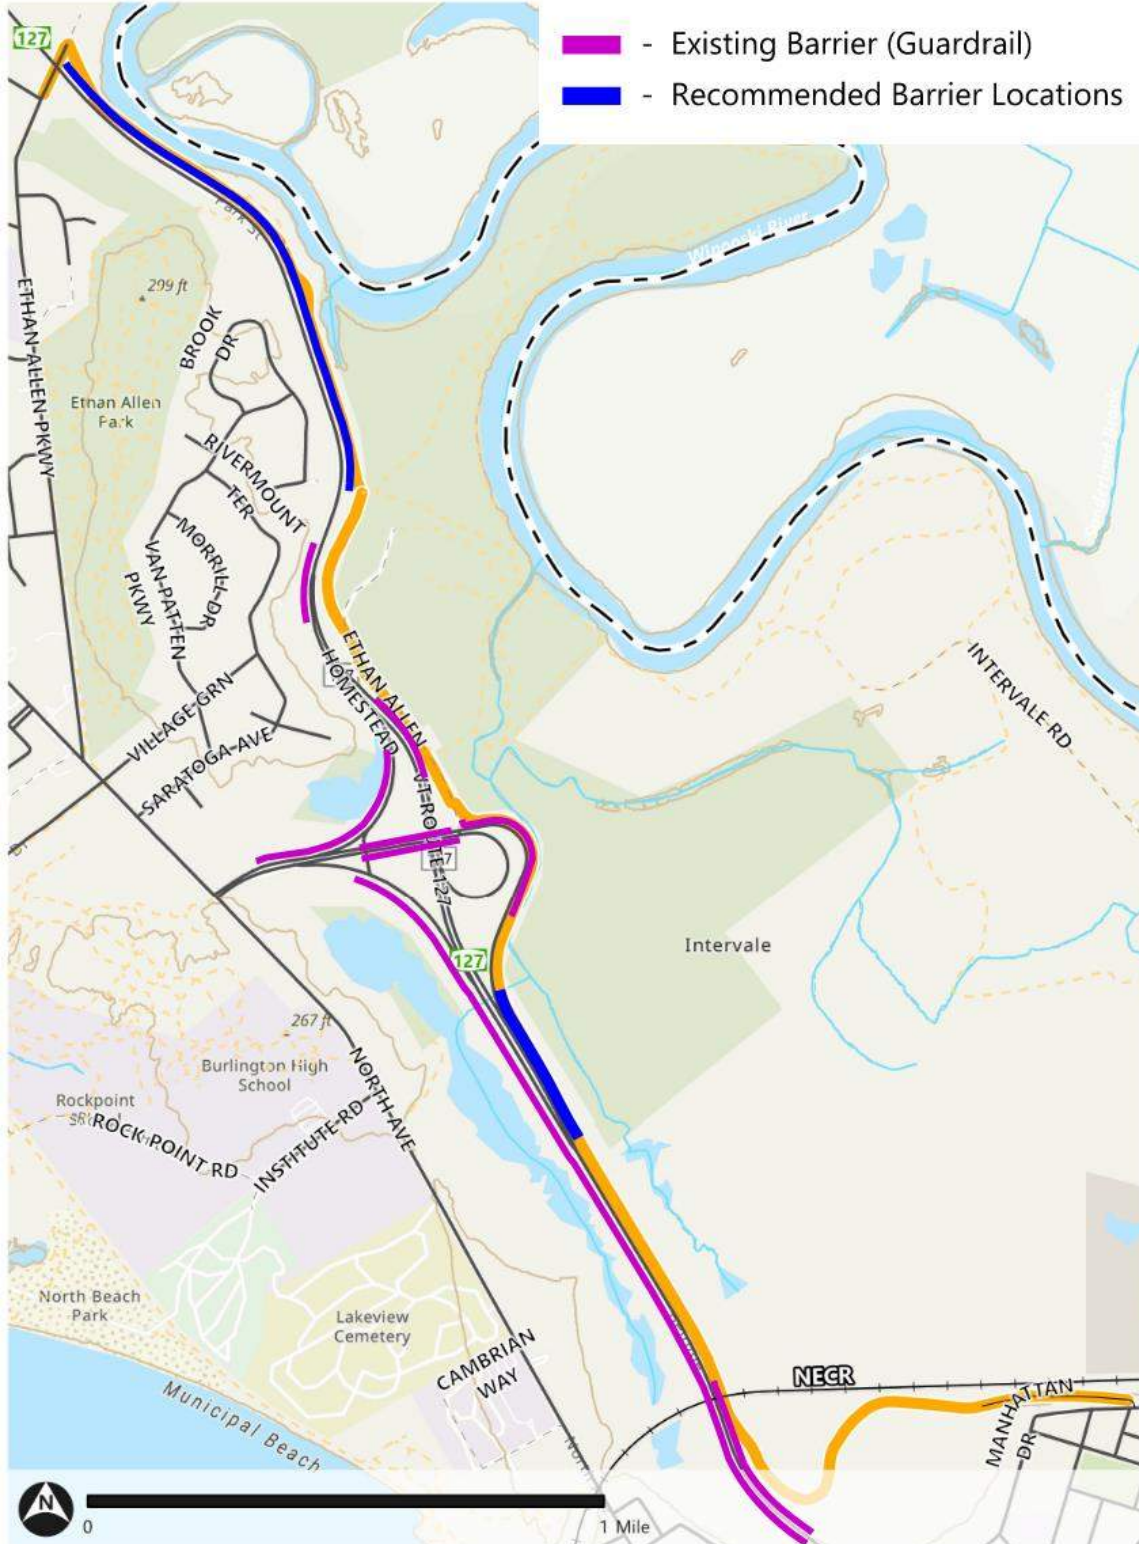 127
- Existing Barrier (Guardrail)
- Recommended Barrier Locations
Park St
Winooski River
299 ft
BROOK
DR
ETHAN ALLEN PKWY
Ethan Allen
Park
RIVERMOUNT
TER
MORRILL DR
VAN PATTEN
PKWY
ETHAN ALLEN
HOMESTEAD
INTERVALE RD
VILLAGE GRN
SARATOGA AVE
VT ROUTE 127
127
Intervale
267 ft
Burlington High
School
NORTH AVE
Rockpoint
ROCK POINT RD
INSTITUTE RD
North Beach
Park
Lakeview
Cemetery
CAMBRIAN
WAY
NECR
MANHATTAN
DR
Municipal Beach
N
0
1 Mile